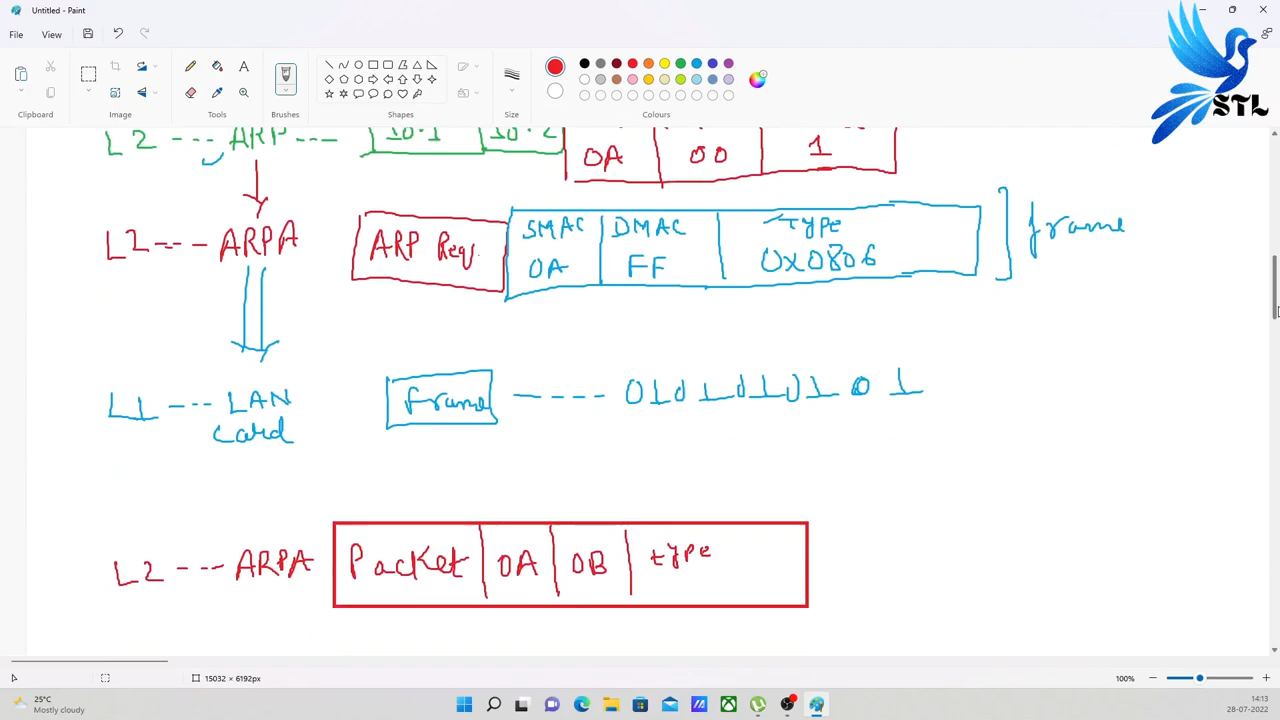 Untitled - Paint
File View
Clipboard Image Tools Brushes Shapes Size Colours
STL
L2 --- ARP --- 10.1 10.2
0A 00 1
L2 --- ARPA ARP Req. SMAC DMAC Type frame
0A FF 0x0806
L1 --- LAN Card Frame ---- 0101010101
L2 --- ARPA Packet 0A 0B type
15032 × 6192px 100%
25°C
Mostly cloudy
14:13
28-07-2022